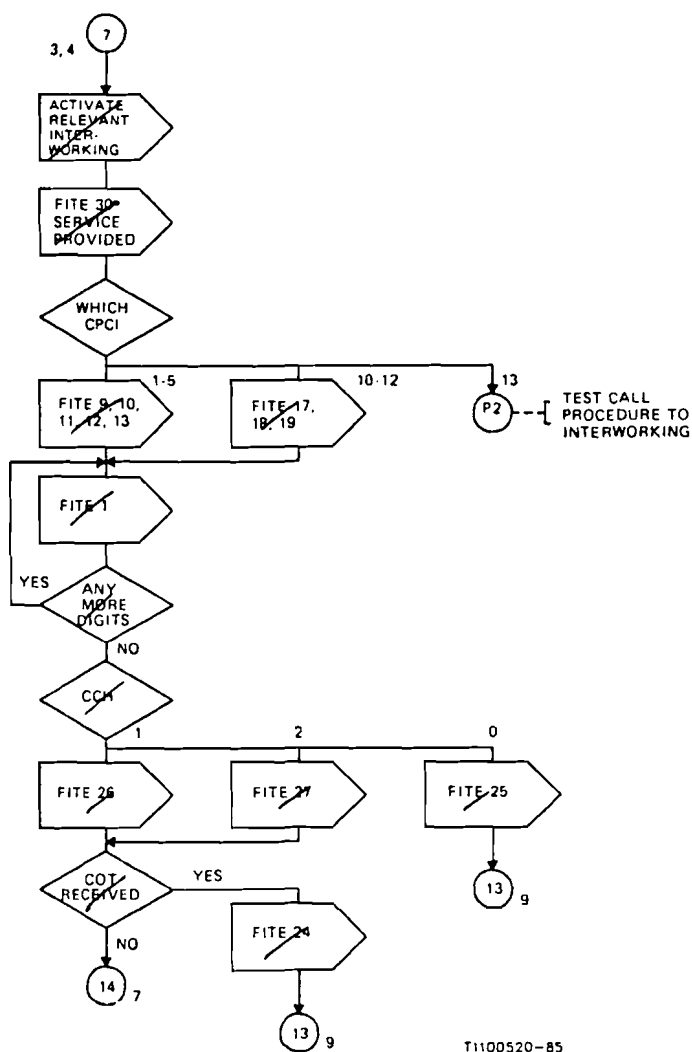 7
3, 4
ACTIVATE
RELEVANT
INTER-
WORKING
FITE 30
SERVICE
PROVIDED
WHICH
CPCI
1-5
10-12
13
FITE 9, 10,
11, 12, 13
FITE 17,
18, 19
P2
TEST CALL
PROCEDURE TO
INTERWORKING
FITE 1
YES
ANY
MORE
DIGITS
NO
CCH
1
2
0
FITE 26
FITE 27
FITE 25
COT
RECEIVED
YES
13
9
NO
FITE 24
14
7
13
9
T1100520-85